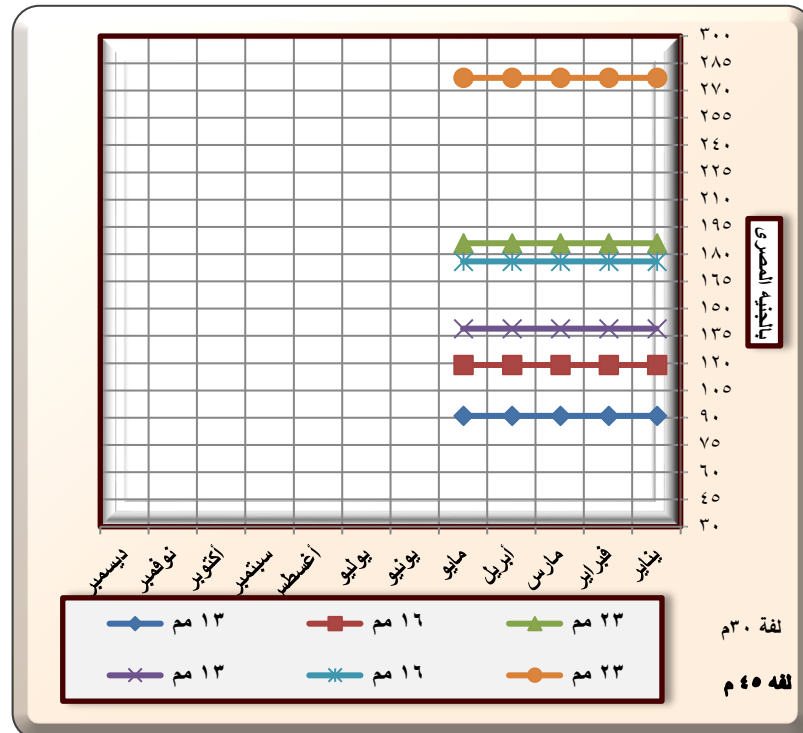 ٣٠٠
٢٨٥
٢٧٠
٢٥٥
٢٤٠
٢٢٥
٢١٠
١٩٥
١٨٠
١٦٥
١٥٠
١٣٥
١٢٠
١٠٥
٩٠
٧٥
٦٠
٤٥
٣٠
بالجنيه المصرى
يناير
فبراير
مارس
أبريل
مايو
يونيو
يوليو
أغسطس
سبتمبر
أكتوبر
نوفمبر
ديسمبر
لفة ٣٠م
٢٣ مم
١٦ مم
١٣ مم
لفه ٤٥ م
٢٣ مم
١٦ مم
١٣ مم